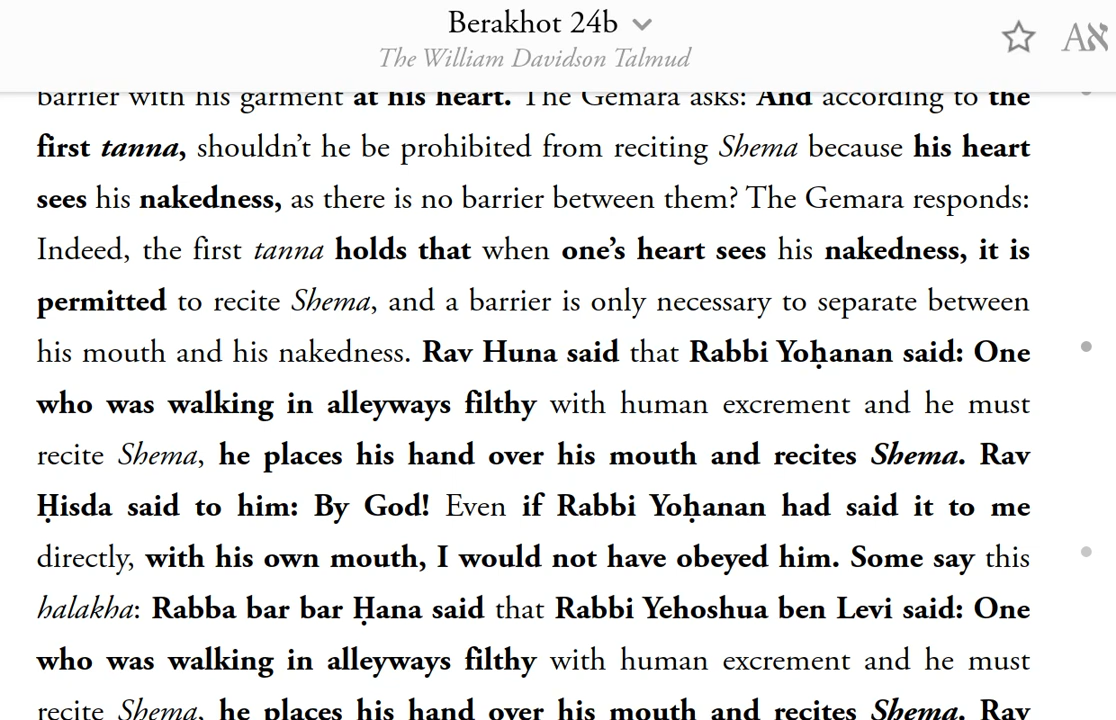 Berakhot 24b
The William Davidson Talmud
Aא
barrier with his garment at his heart. The Gemara asks: And according to the
first tanna, shouldn’t he be prohibited from reciting Shema because his heart
sees his nakedness, as there is no barrier between them? The Gemara responds:
Indeed, the first tanna holds that when one’s heart sees his nakedness, it is
permitted to recite Shema, and a barrier is only necessary to separate between
his mouth and his nakedness. Rav Huna said that Rabbi Yoḥanan said: One
who was walking in alleyways filthy with human excrement and he must
recite Shema, he places his hand over his mouth and recites Shema. Rav
Ḥisda said to him: By God! Even if Rabbi Yoḥanan had said it to me
directly, with his own mouth, I would not have obeyed him. Some say this
halakha: Rabba bar bar Ḥana said that Rabbi Yehoshua ben Levi said: One
who was walking in alleyways filthy with human excrement and he must
recite Shema, he places his hand over his mouth and recites Shema. Rav